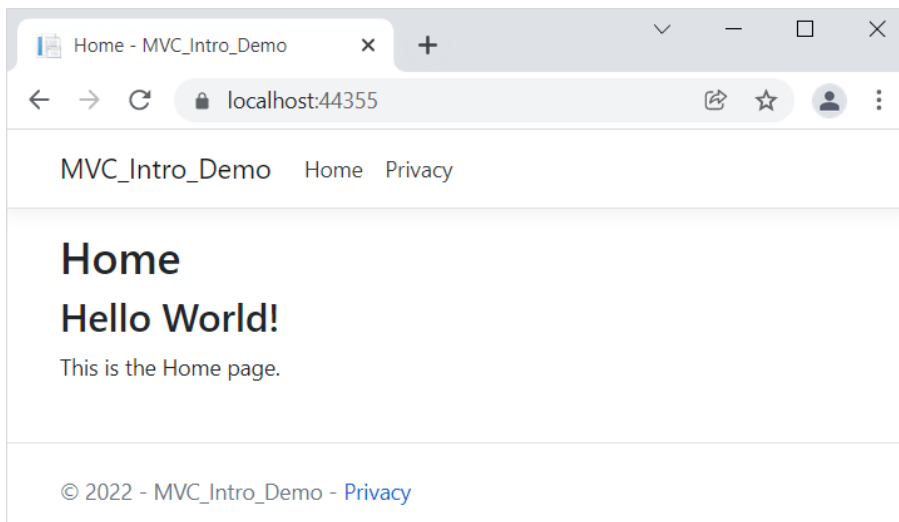 Home - MVC_Intro_Demo
localhost:44355
MVC_Intro_Demo Home Privacy
Home
Hello World!
This is the Home page.
© 2022 - MVC_Intro_Demo - Privacy